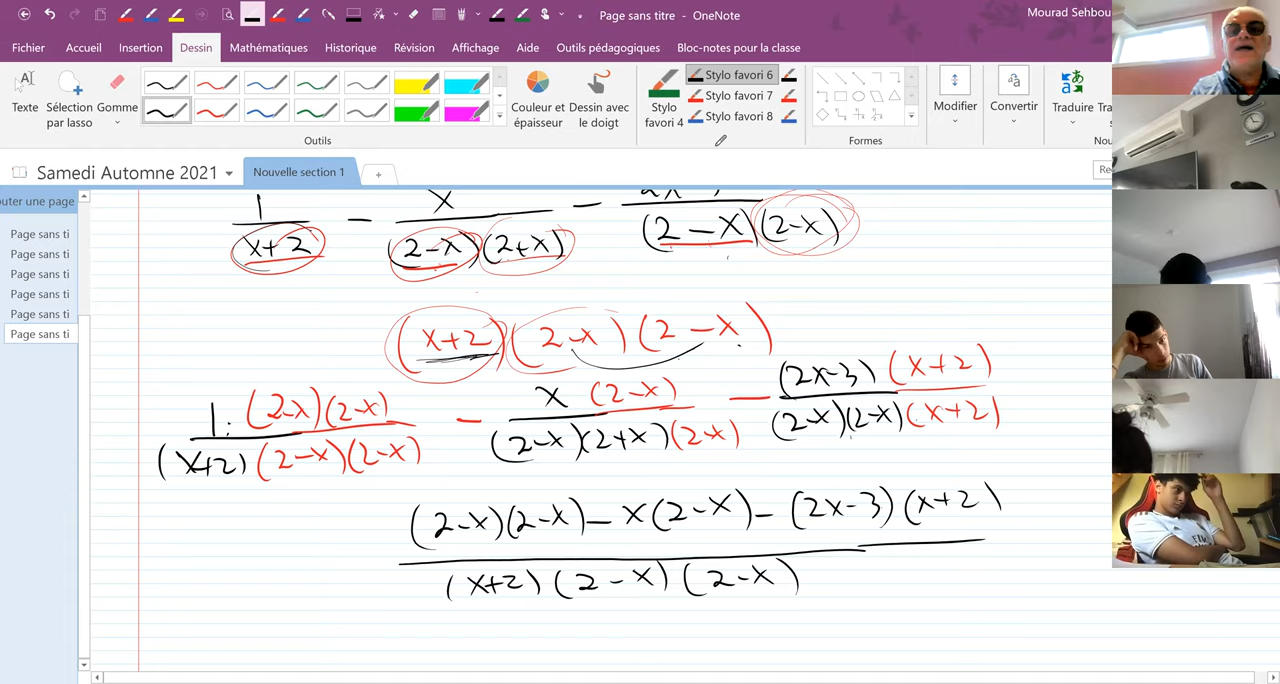 Page sans titre - OneNote
Mourad Sehbou
Fichier Accueil Insertion Dessin Mathématiques Historique Révision Affichage Aide Outils pédagogiques Bloc-notes pour la classe
Texte Sélection par lasso Gomme
Couleur et épaisseur
Dessin avec le doigt
Stylo favori 4
Stylo favori 6
Stylo favori 7
Stylo favori 8
Modifier
Convertir
Traduire
Outils
Formes
Samedi Automne 2021
Nouvelle section 1
outer une page
Page sans ti
Page sans ti
Page sans ti
Page sans ti
Page sans ti
Page sans ti
1 — x —
x+2 (2-x)(2+x) (2-x)(2-x)
(x+2)(2-x)(2-x)
1.(2-x)(2-x) — x(2-x) — (2x-3)(x+2)
(x+2)(2-x)(2-x) (2-x)(2+x)(2-x) (2-x)(2-x)(x+2)
(2-x)(2-x)-x(2-x)-(2x-3)(x+2)
(x+2)(2-x)(2-x)